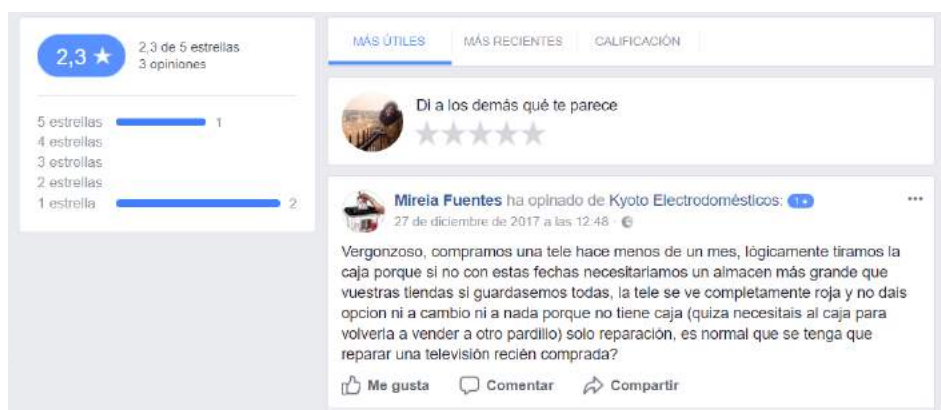 2,3 ★
2,3 de 5 estrellas
3 opiniones
5 estrellas 1
4 estrellas
3 estrellas
2 estrellas
1 estrella 2
MÁS ÚTILES MÁS RECIENTES CALIFICACIÓN
Di a los demás qué te parece
Mireia Fuentes ha opinado de Kyoto Electrodomésticos: 1★
27 de diciembre de 2017 a las 12:48 ·
Vergonzoso, compramos una tele hace menos de un mes, lógicamente tiramos la
caja porque si no con estas fechas necesitariamos un almacen más grande que
vuestras tiendas si guardasemos todas, la tele se ve completamente roja y no dais
opcion ni a cambio ni a nada porque no tiene caja (quiza necesitais al caja para
volverla a vender a otro pardillo) solo reparación, es normal que se tenga que
reparar una televisión recién comprada?
Me gusta Comentar Compartir